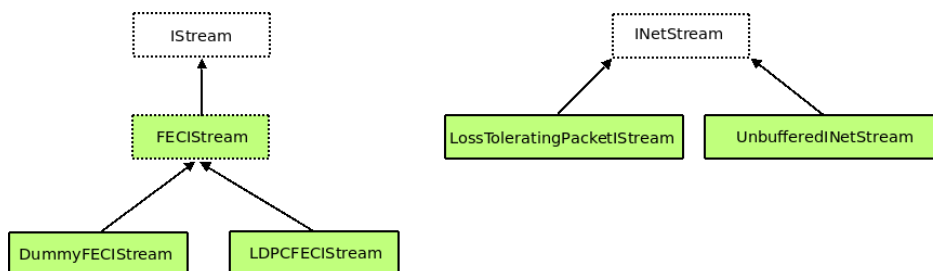 IStream
INetStream
FECIStream
LossToleratingPacketIStream
UnbufferedINetStream
DummyFECIStream
LDPCFECIStream